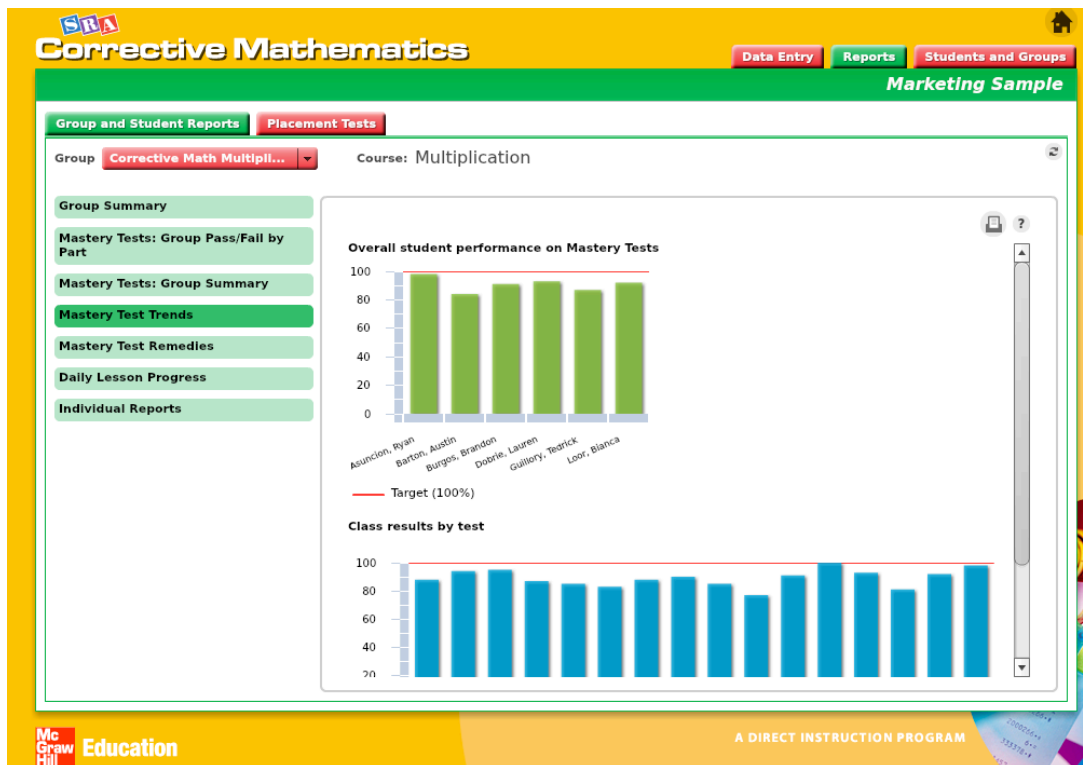 SRA
Corrective Mathematics
Data Entry
Reports
Students and Groups
Marketing Sample
Group and Student Reports
Placement Tests
Group
Corrective Math Multipli...
Course: Multiplication
Group Summary
Mastery Tests: Group Pass/Fail by
Part
Mastery Tests: Group Summary
Mastery Test Trends
Mastery Test Remedies
Daily Lesson Progress
Individual Reports
?
Overall student performance on Mastery Tests
100
80
60
40
20
0
Asuncion, Ryan
Barton, Austin
Burgos, Brandon
Dobrie, Lauren
Guillory, Tedrick
Loor, Bianca
Target (100%)
Class results by test
100
80
60
40
20
Mc
Graw
Hill
Education
A DIRECT INSTRUCTION PROGRAM